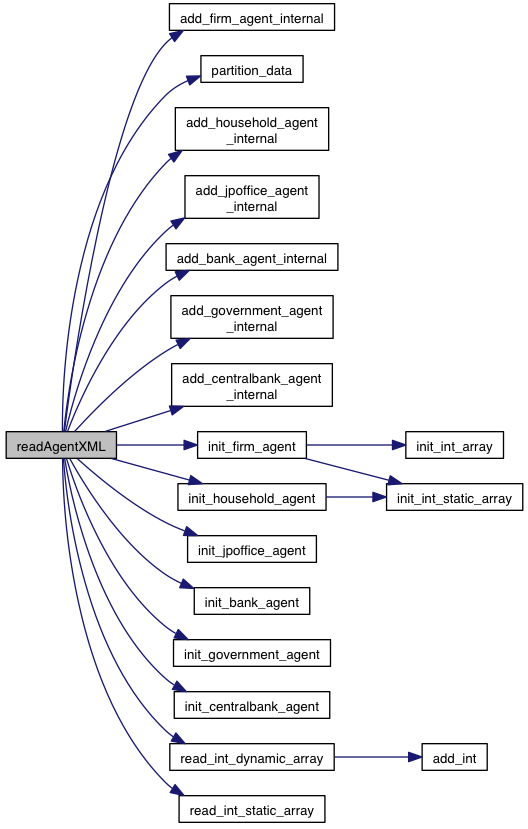 add_firm_agent_internal
partition_data
add_household_agent
_internal
add_jpoffice_agent
_internal
add_bank_agent_internal
add_government_agent
_internal
add_centralbank_agent
_internal
readAgentXML
init_firm_agent
init_int_array
init_household_agent
init_int_static_array
init_jpoffice_agent
init_bank_agent
init_government_agent
init_centralbank_agent
read_int_dynamic_array
add_int
read_int_static_array